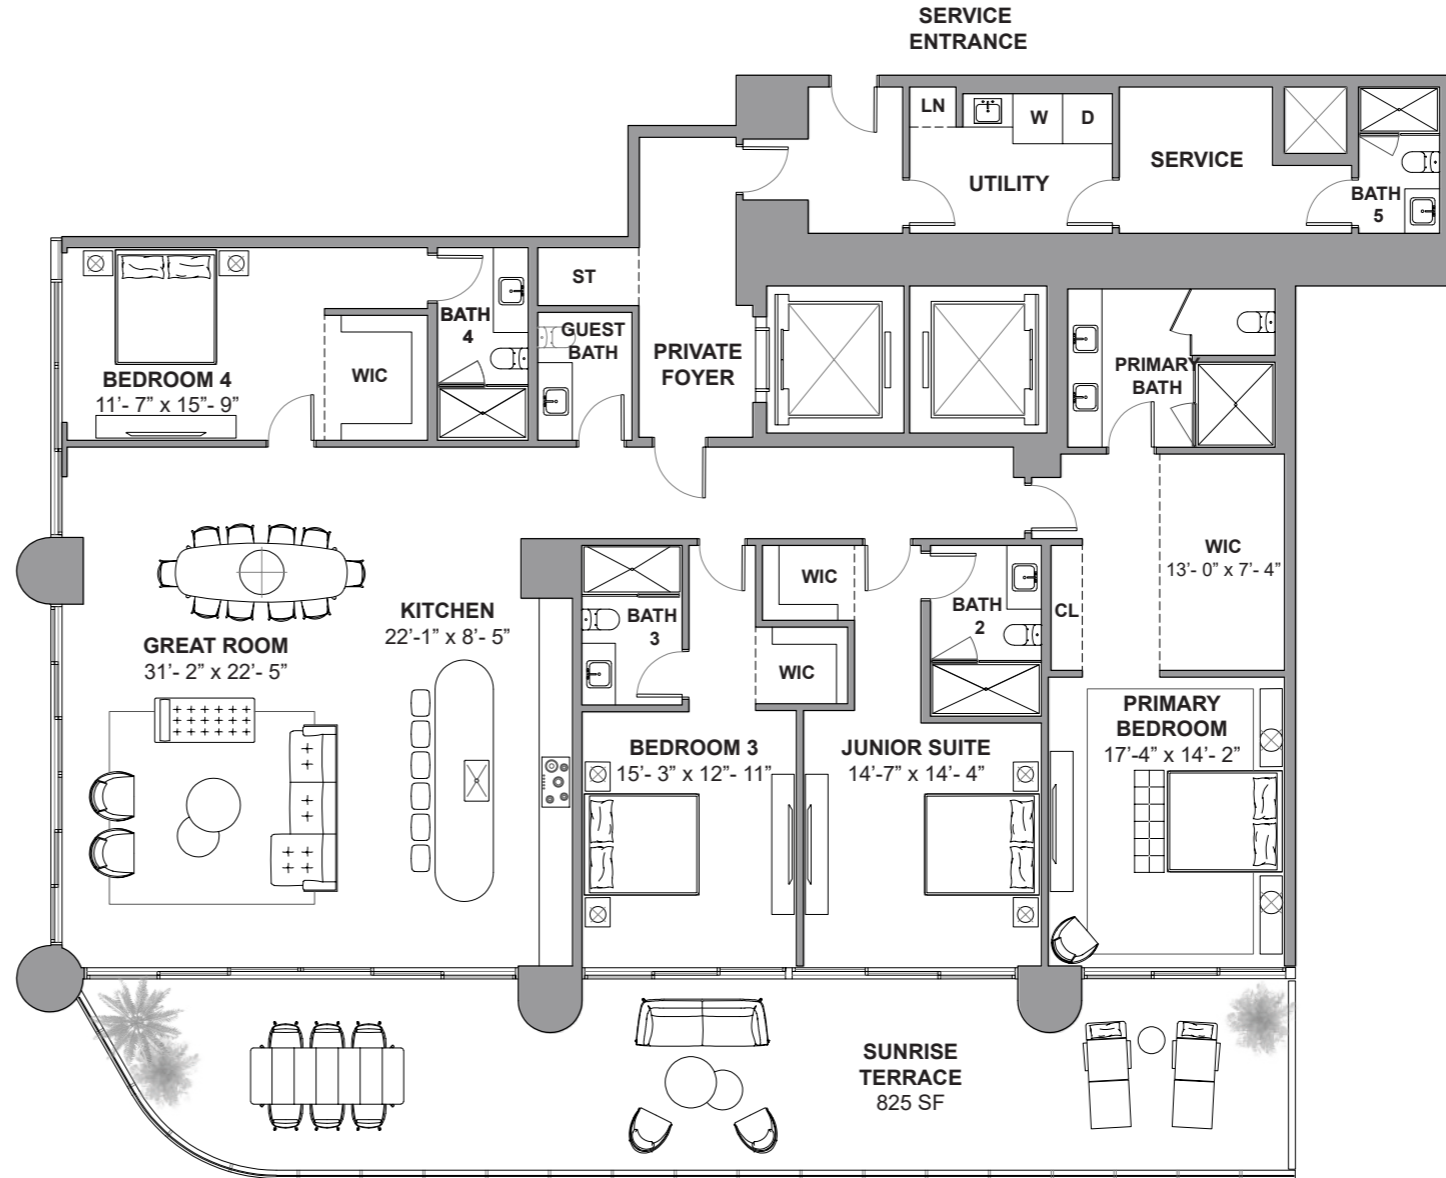 SERVICE
ENTRANCE
LN
W
D
UTILITY
SERVICE
BATH
5
ST
GUEST
BATH
PRIVATE
FOYER
BATH
4
WIC
BEDROOM 4
11’- 7” x 15”- 9”
PRIMARY
BATH
WIC
13’- 0” x 7’- 4”
CL
WIC
BATH
2
BATH
3
WIC
KITCHEN
22’-1” x 8’- 5”
GREAT ROOM
31’- 2” x 22’- 5”
BEDROOM 3
15’- 3” x 12”- 11”
JUNIOR SUITE
14’-7” x 14’- 4”
PRIMARY
BEDROOM
17’-4” x 14’- 2”
SUNRISE
TERRACE
825 SF